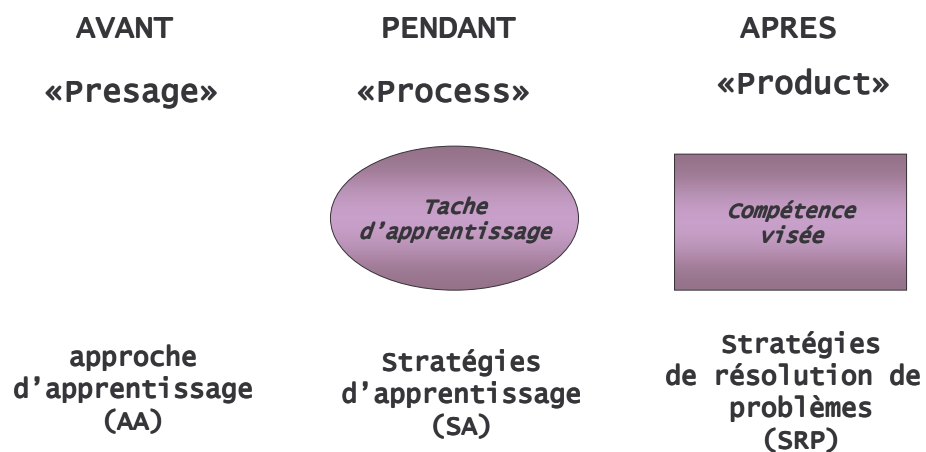 AVANT
PENDANT
APRES
«Presage»
«Process»
«Product»
Tache
d'apprentissage
Compétence
visée
approche
d'apprentissage
(AA)
Stratégies
d'apprentissage
(SA)
Stratégies
de résolution de
problèmes
(SRP)